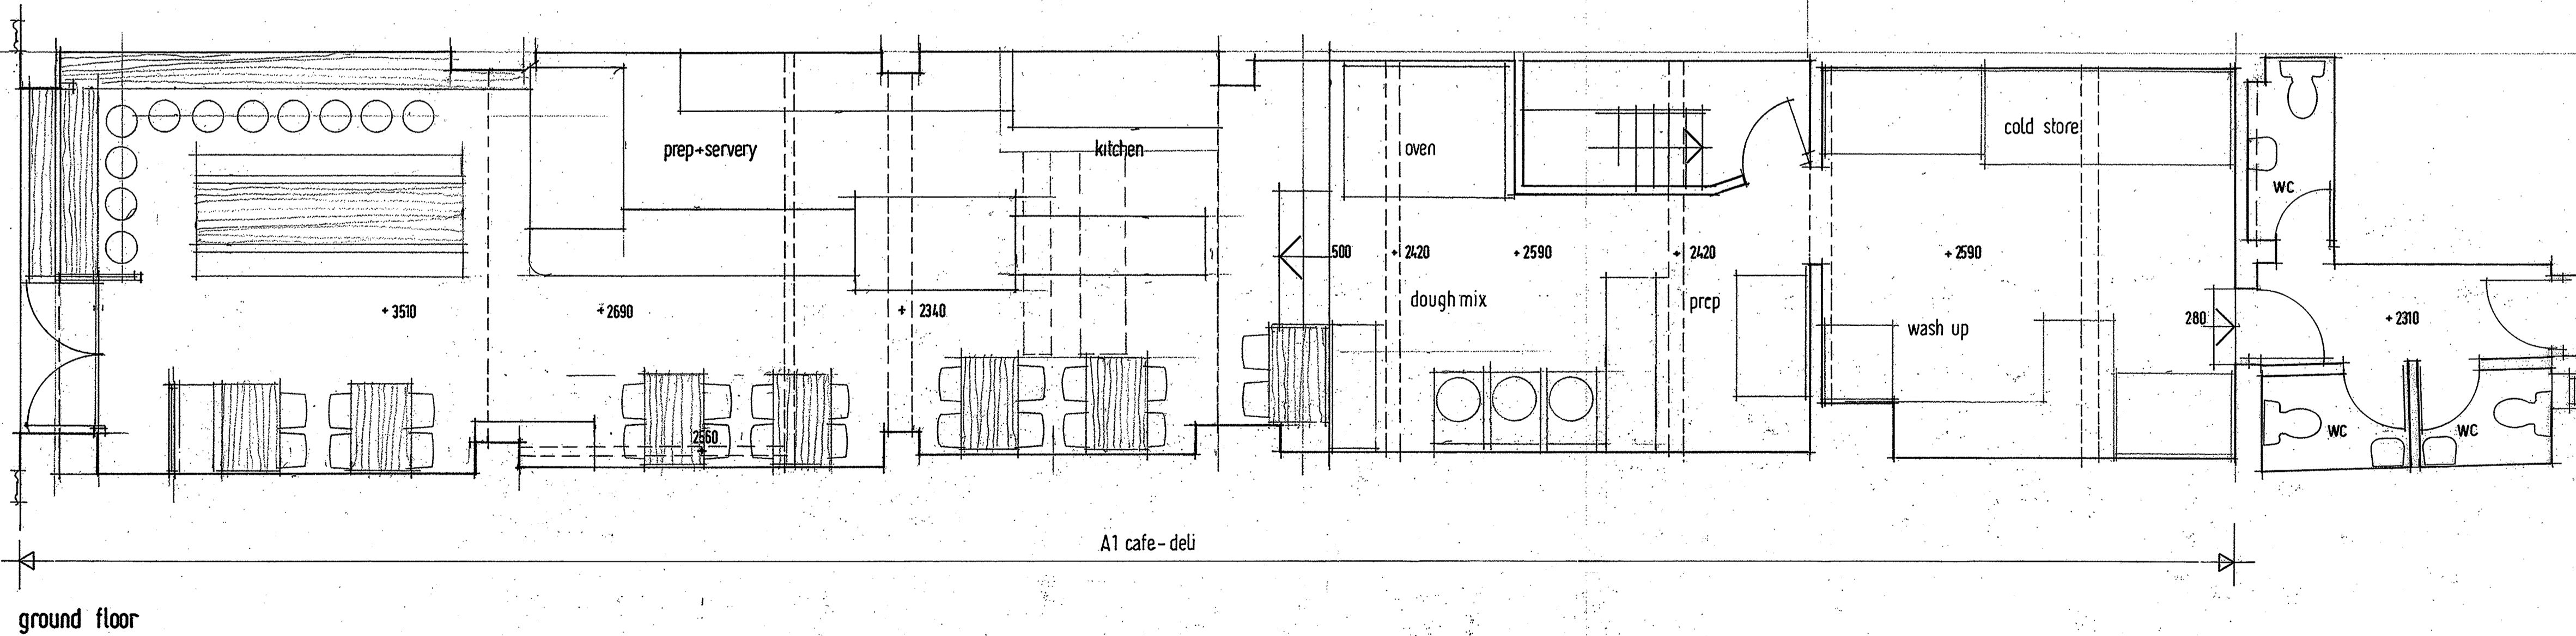 prep+servery
kitchen
oven
cold store
wc
+ 3510
+ 2690
+ 2340
500
+ 2420
+ 2590
+ 2420
+ 2590
dough mix
prep
wash up
280
+ 2310
2560
wc
wc
A1 cafe-deli
ground floor